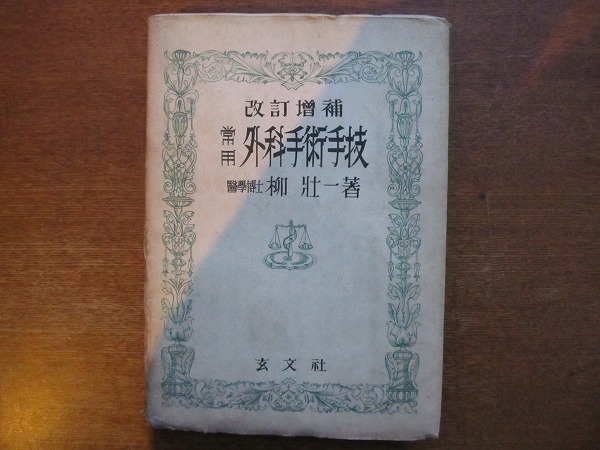 改訂增補
常用 外科手術手技
醫學博士 柳 壯一 著
玄文社